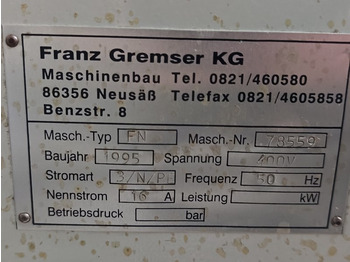 Franz Gremser KG
Maschinenbau Tel. 0821/460580
86356 Neusäß Telefax 0821/4605858
Benzstr. 8
Masch.-Typ FN Masch.-Nr. 78559
Baujahr 1995 Spannung 400V
Stromart 3/N/PE Frequenz 50 Hz
Nennstrom 16 A Leistung kW
Betriebsdruck bar